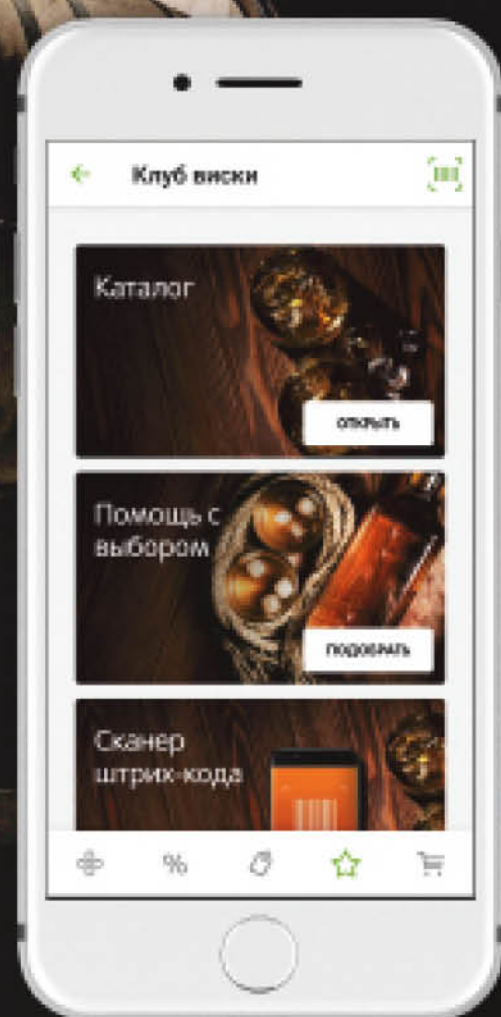 Клуб виски
Каталог
ОТКРЫТЬ
Помощь с
выбором
ПОДОБРАТЬ
Сканер
штрих-кода
%